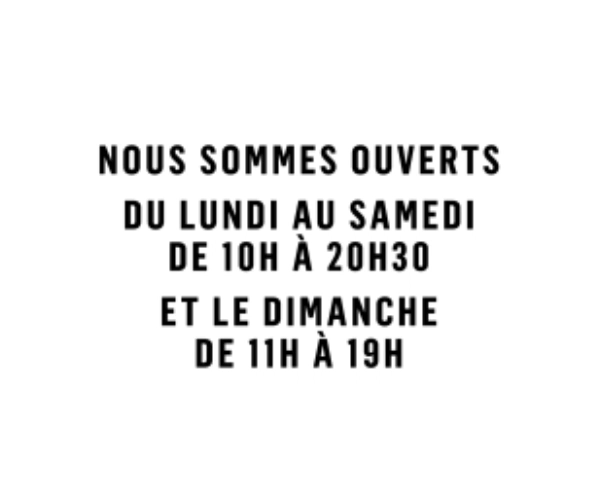 NOUS SOMMES OUVERTS
DU LUNDI AU SAMEDI
DE 10H À 20H30
ET LE DIMANCHE
DE 11H À 19H